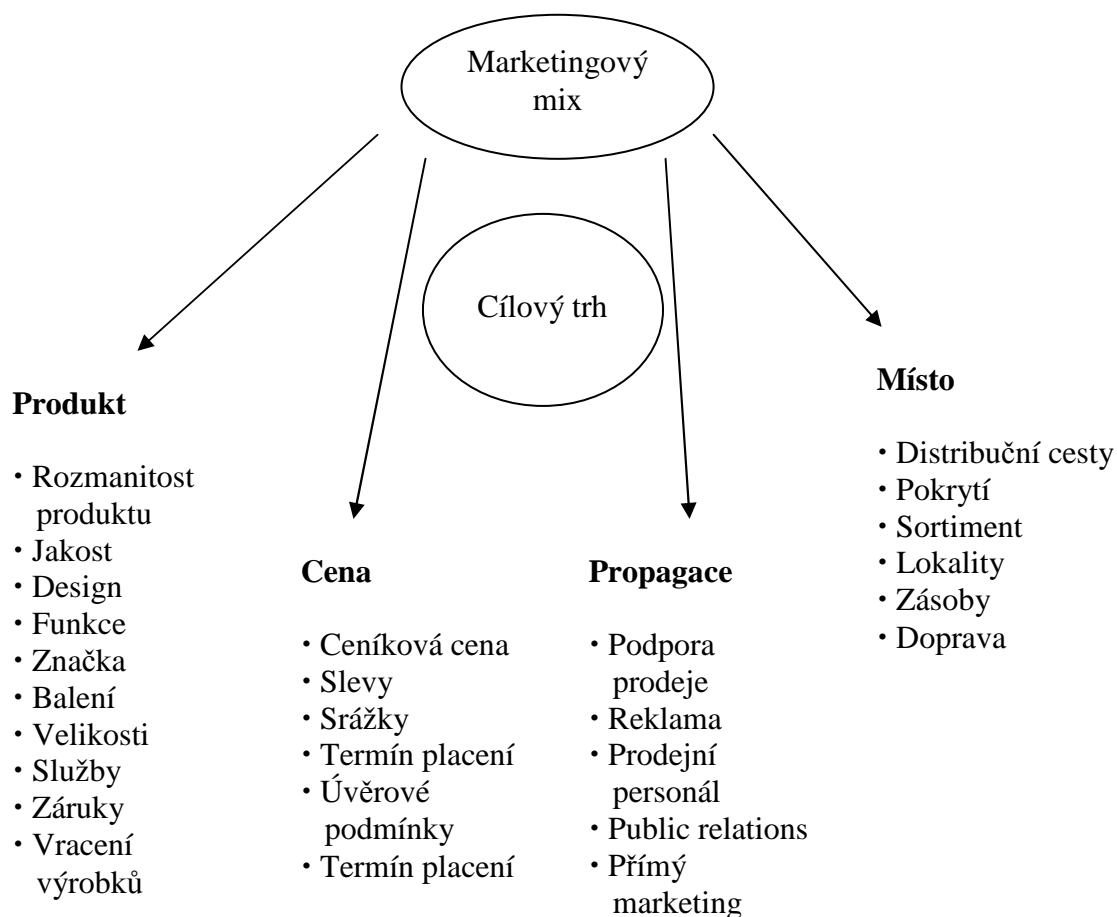 Marketingový
mix
Cílový trh
Produkt
· Rozmanitost
produktu
· Jakost
· Design
· Funkce
· Značka
· Balení
· Velikosti
· Služby
· Záruky
· Vracení
výrobků
Cena
· Ceníková cena
· Slevy
· Srážky
· Termín placení
· Úvěrové
podmínky
· Termín placení
Propagace
· Podpora
prodeje
· Reklama
· Prodejní
personál
· Public relations
· Přímý
marketing
Místo
· Distribuční cesty
· Pokrytí
· Sortiment
· Lokality
· Zásoby
· Doprava